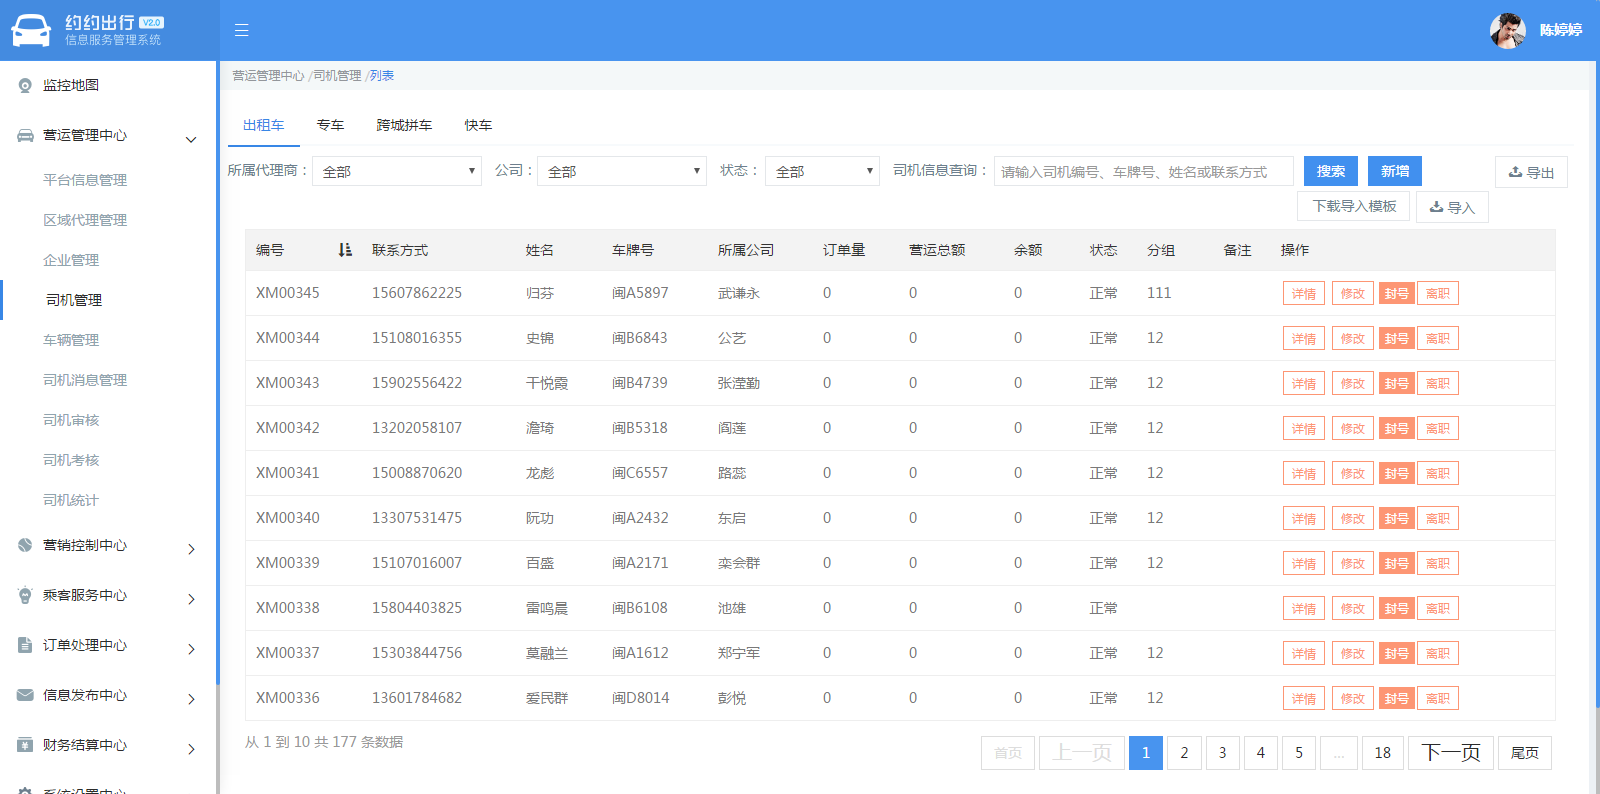 约约出行 V2.0
信息服务管理系统
陈婷婷
监控地图
营运管理中心
平台信息管理
区域代理管理
企业管理
司机管理
车辆管理
司机消息管理
司机审核
司机考核
司机统计
营销控制中心
乘客服务中心
订单处理中心
信息发布中心
财务结算中心
系统设置中心
营运管理中心 /司机管理 /列表
出租车 专车 跨城拼车 快车
所属代理商： 全部 公司： 全部 状态： 全部 司机信息查询： 请输入司机编号、车牌号、姓名或联系方式 搜索 新增 导出
下载导入模板 导入
编号 联系方式 姓名 车牌号 所属公司 订单量 营运总额 余额 状态 分组 备注 操作
XM00345 15607862225 归芬 闽A5897 武谦永 0 0 0 正常 111 详情 修改 封号 离职
XM00344 15108016355 史锦 闽B6843 公艺 0 0 0 正常 12 详情 修改 封号 离职
XM00343 15902556422 干悦霞 闽B4739 张滢勤 0 0 0 正常 12 详情 修改 封号 离职
XM00342 13202058107 澹琦 闽B5318 阎莲 0 0 0 正常 12 详情 修改 封号 离职
XM00341 15008870620 龙彪 闽C6557 路蕊 0 0 0 正常 12 详情 修改 封号 离职
XM00340 13307531475 阮功 闽A2432 东启 0 0 0 正常 12 详情 修改 封号 离职
XM00339 15107016007 百盛 闽A2171 栾会群 0 0 0 正常 12 详情 修改 封号 离职
XM00338 15804403825 雷鸣晨 闽B6108 池雄 0 0 0 正常 详情 修改 封号 离职
XM00337 15303844756 莫融兰 闽A1612 郑宁军 0 0 0 正常 12 详情 修改 封号 离职
XM00336 13601784682 爱民群 闽D8014 彭悦 0 0 0 正常 12 详情 修改 封号 离职
从 1 到 10 共 177 条数据
首页 上一页 1 2 3 4 5 ... 18 下一页 尾页